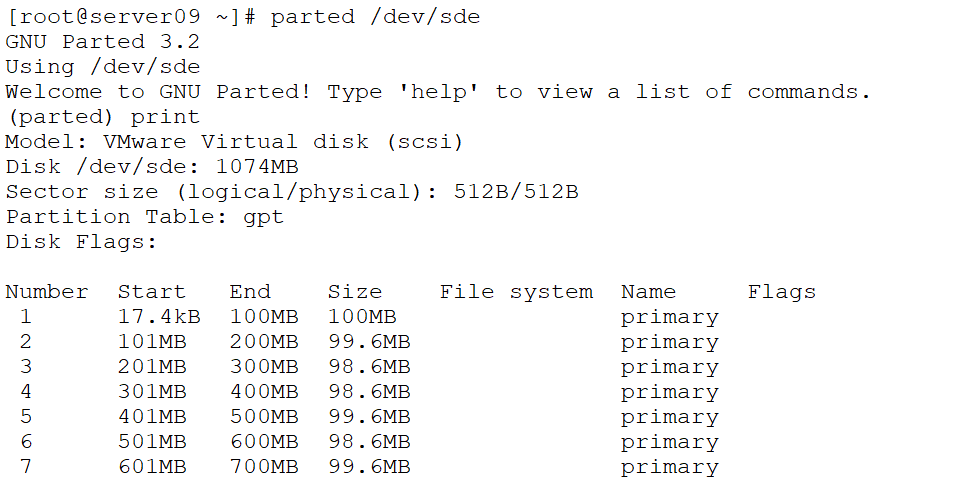 [root@server09 ~]# parted /dev/sde
GNU Parted 3.2
Using /dev/sde
Welcome to GNU Parted! Type 'help' to view a list of commands.
(parted) print
Model: VMware Virtual disk (scsi)
Disk /dev/sde: 1074MB
Sector size (logical/physical): 512B/512B
Partition Table: gpt
Disk Flags:

Number  Start   End    Size    File system  Name     Flags
 1      17.4kB  100MB  100MB                primary
 2      101MB   200MB  99.6MB               primary
 3      201MB   300MB  98.6MB               primary
 4      301MB   400MB  98.6MB               primary
 5      401MB   500MB  99.6MB               primary
 6      501MB   600MB  98.6MB               primary
 7      601MB   700MB  99.6MB               primary